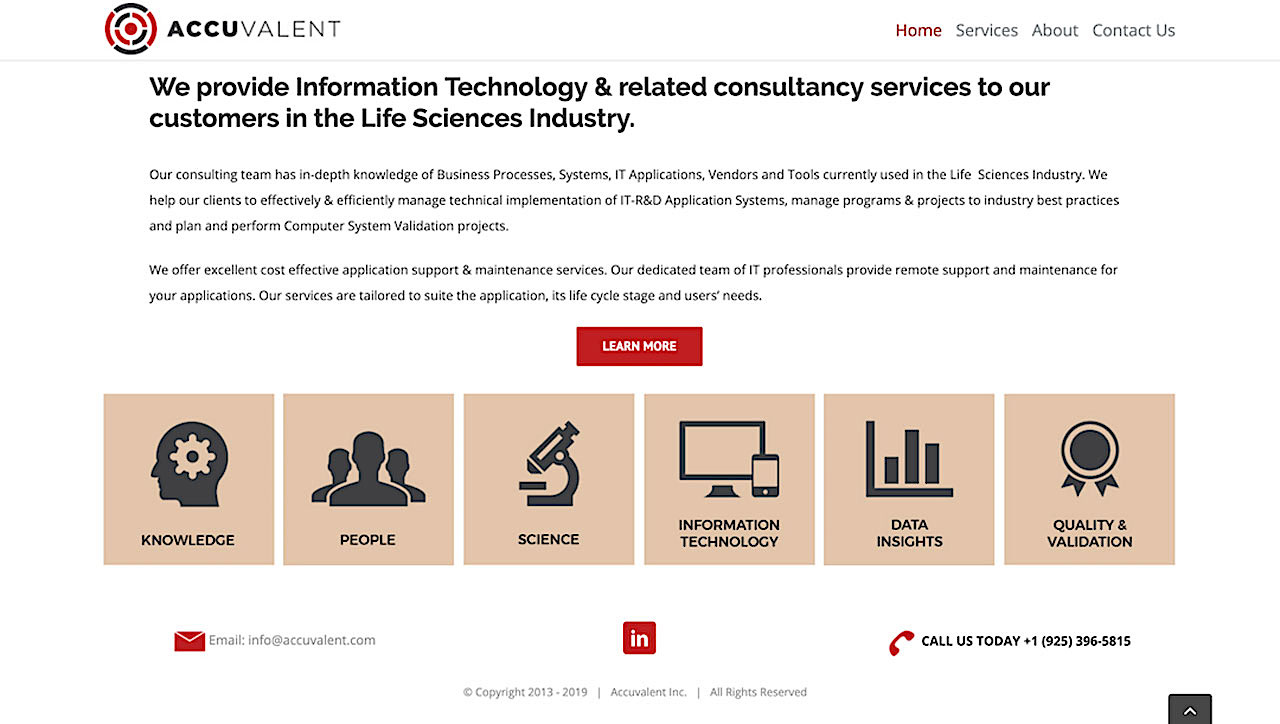 ACCUVALENT
Home Services About Contact Us
We provide Information Technology & related consultancy services to our
customers in the Life Sciences Industry.
Our consulting team has in-depth knowledge of Business Processes, Systems, IT Applications, Vendors and Tools currently used in the Life Sciences Industry. We
help our clients to effectively & efficiently manage technical implementation of IT-R&D Application Systems, manage programs & projects to industry best practices
and plan and perform Computer System Validation projects.
We offer excellent cost effective application support & maintenance services. Our dedicated team of IT professionals provide remote support and maintenance for
your applications. Our services are tailored to suite the application, its life cycle stage and users’ needs.
LEARN MORE
KNOWLEDGE
PEOPLE
SCIENCE
INFORMATION
TECHNOLOGY
DATA
INSIGHTS
QUALITY &
VALIDATION
Email: info@accuvalent.com
in
CALL US TODAY +1 (925) 396-5815
© Copyright 2013 - 2019 | Accuvalent Inc. | All Rights Reserved